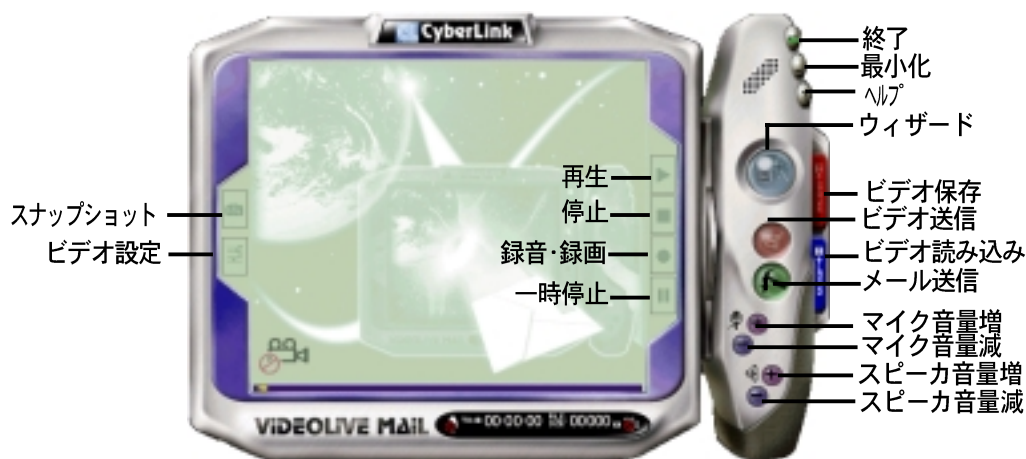 CyberLink
終了
最小化
ヘルプ
ウィザード
再生
ビデオ保存
スナップショット
停止
ビデオ送信
ビデオ設定
録音・録画
ビデオ読み込み
メール送信
一時停止
マイク音量増
マイク音量減
スピーカ音量増
スピーカ音量減
VIDEOLIVE MAIL
00:00:00
00000